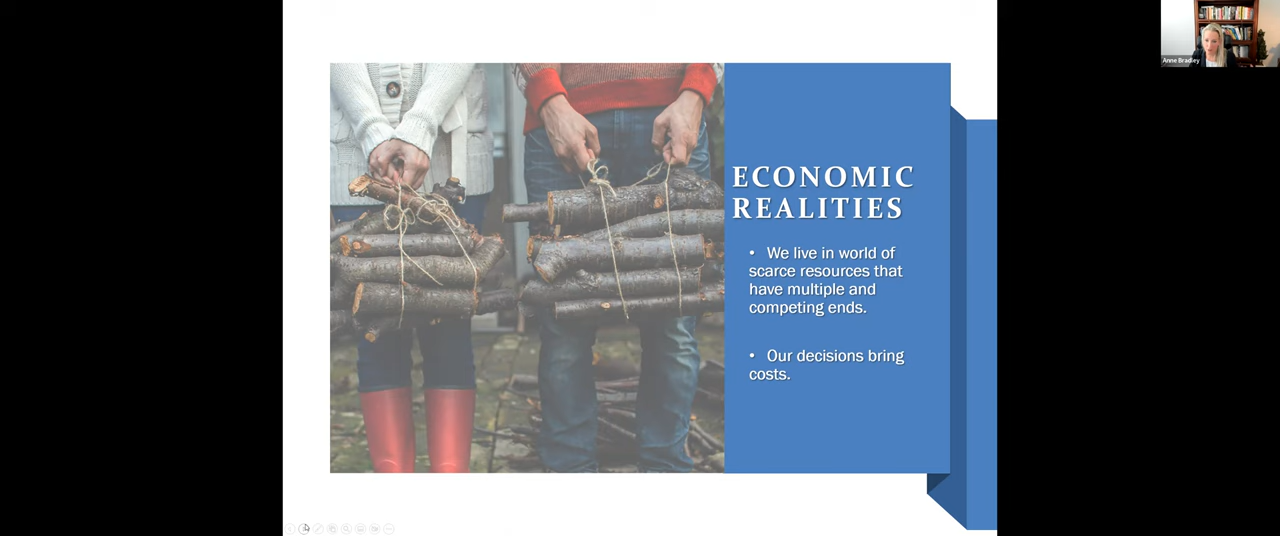 Anne Bradley
ECONOMIC
REALITIES
• We live in world of
scarce resources that
have multiple and
competing ends.
• Our decisions bring
costs.